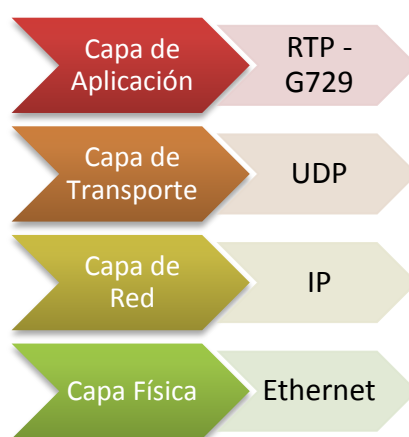 Capa de
Aplicación
RTP -
G729
Capa de
Transporte
UDP
Capa de
Red
IP
Capa Física
Ethernet